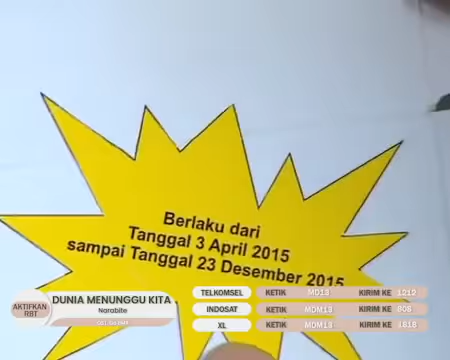 Berlaku dari
Tanggal 3 April 2015
sampai Tanggal 23 Desember 2015
AKTIFKAN
RBT
DUNIA MENUNGGU KITA
Narabite
TELKOMSEL KETIK MD13 KIRIM KE 1212
INDOSAT KETIK MDM13 KIRIM KE 808
XL KETIK MDM13 KIRIM KE 1818